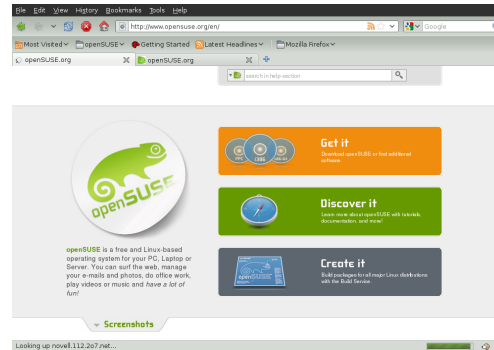 File Edit View History Bookmarks Tools Help
http://www.opensuse.org/en/
Google
Most Visited openSUSE Getting Started Latest Headlines Mozilla Firefox
openSUSE.org openSUSE.org
search in help section
openSUSE
Get it
Download openSUSE or find additional
software.
Discover it
Learn more about openSUSE with tutorials,
documentation, and more!
openSUSE is a free and Linux-based
operating system for your PC, Laptop or
Server. You can surf the web, manage
your e-mails and photos, do office work,
play videos or music and have a lot of
fun!
Create it
Build packages for all major Linux distributions
with the Build Service.
Screenshots
Looking up novell.112.2o7.net...